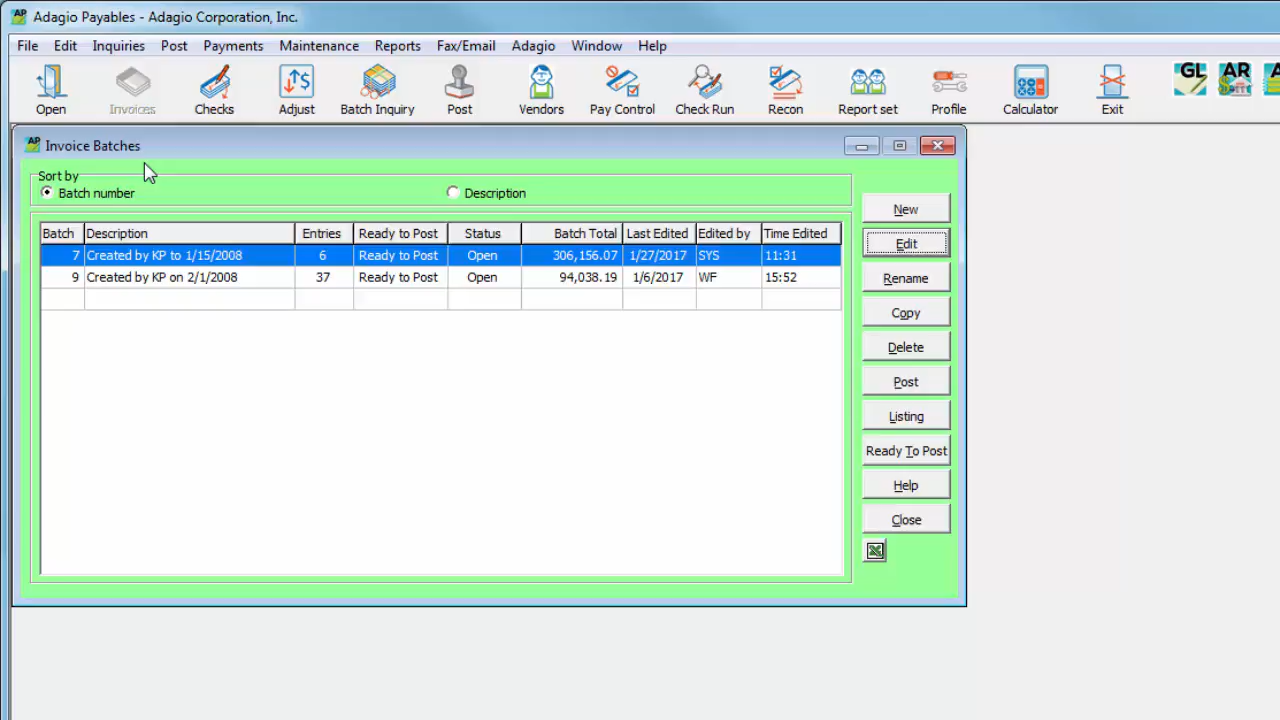 AP Adagio Payables - Adagio Corporation, Inc.
File Edit Inquiries Post Payments Maintenance Reports Fax/Email Adagio Window Help
GL AR
Open Invoices Checks Adjust Batch Inquiry Post Vendors Pay Control Check Run Recon Report set Profile Calculator Exit
AP Invoice Batches
Sort by
Batch number Description
Batch Description Entries Ready to Post Status Batch Total Last Edited Edited by Time Edited
7 Created by KP to 1/15/2008 6 Ready to Post Open 306,156.07 1/27/2017 SYS 11:31
9 Created by KP on 2/1/2008 37 Ready to Post Open 94,038.19 1/6/2017 WF 15:52
New
Edit
Rename
Copy
Delete
Post
Listing
Ready To Post
Help
Close